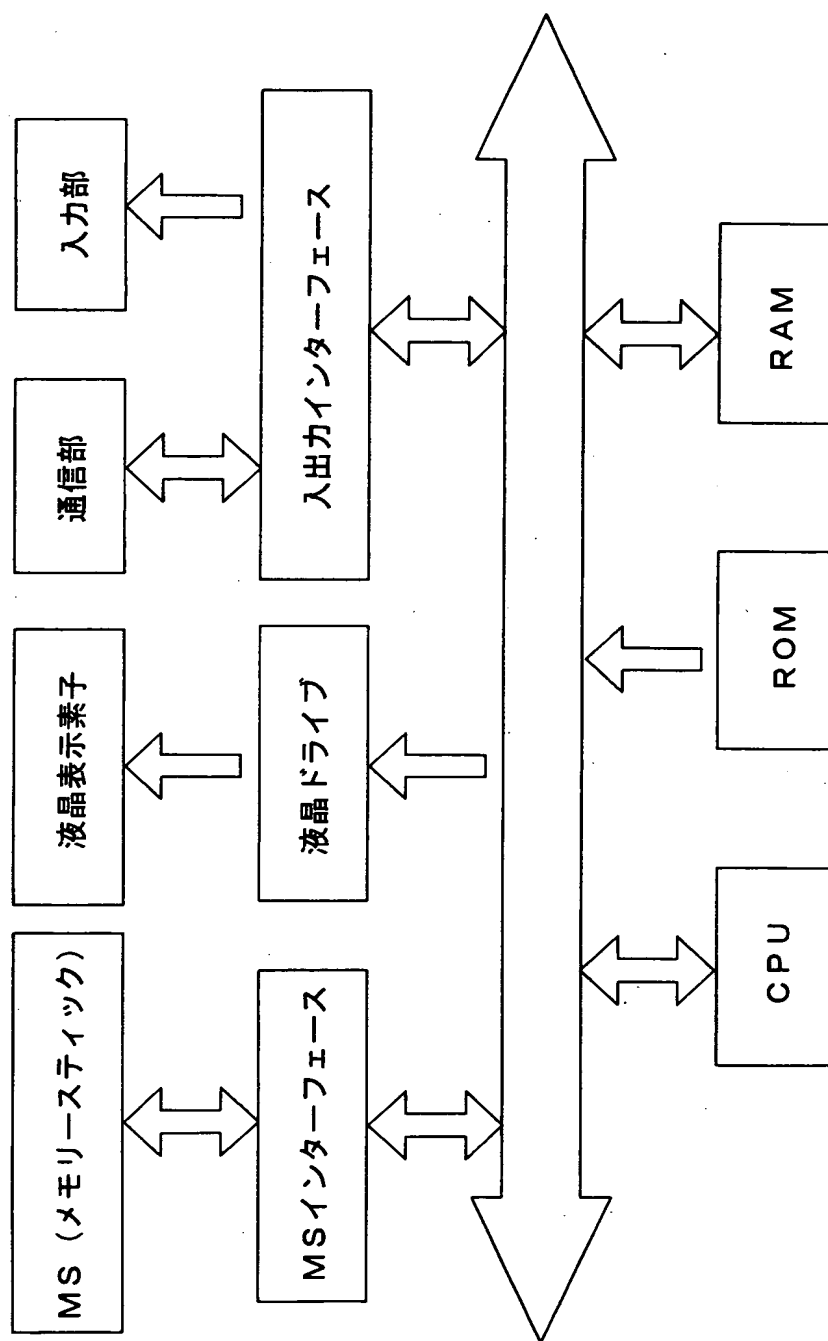 MS (メモリースティック)
液晶表示素子
通信部
入力部
MSインターフェース
液晶ドライブ
入出力インターフェース
CPU
ROM
RAM